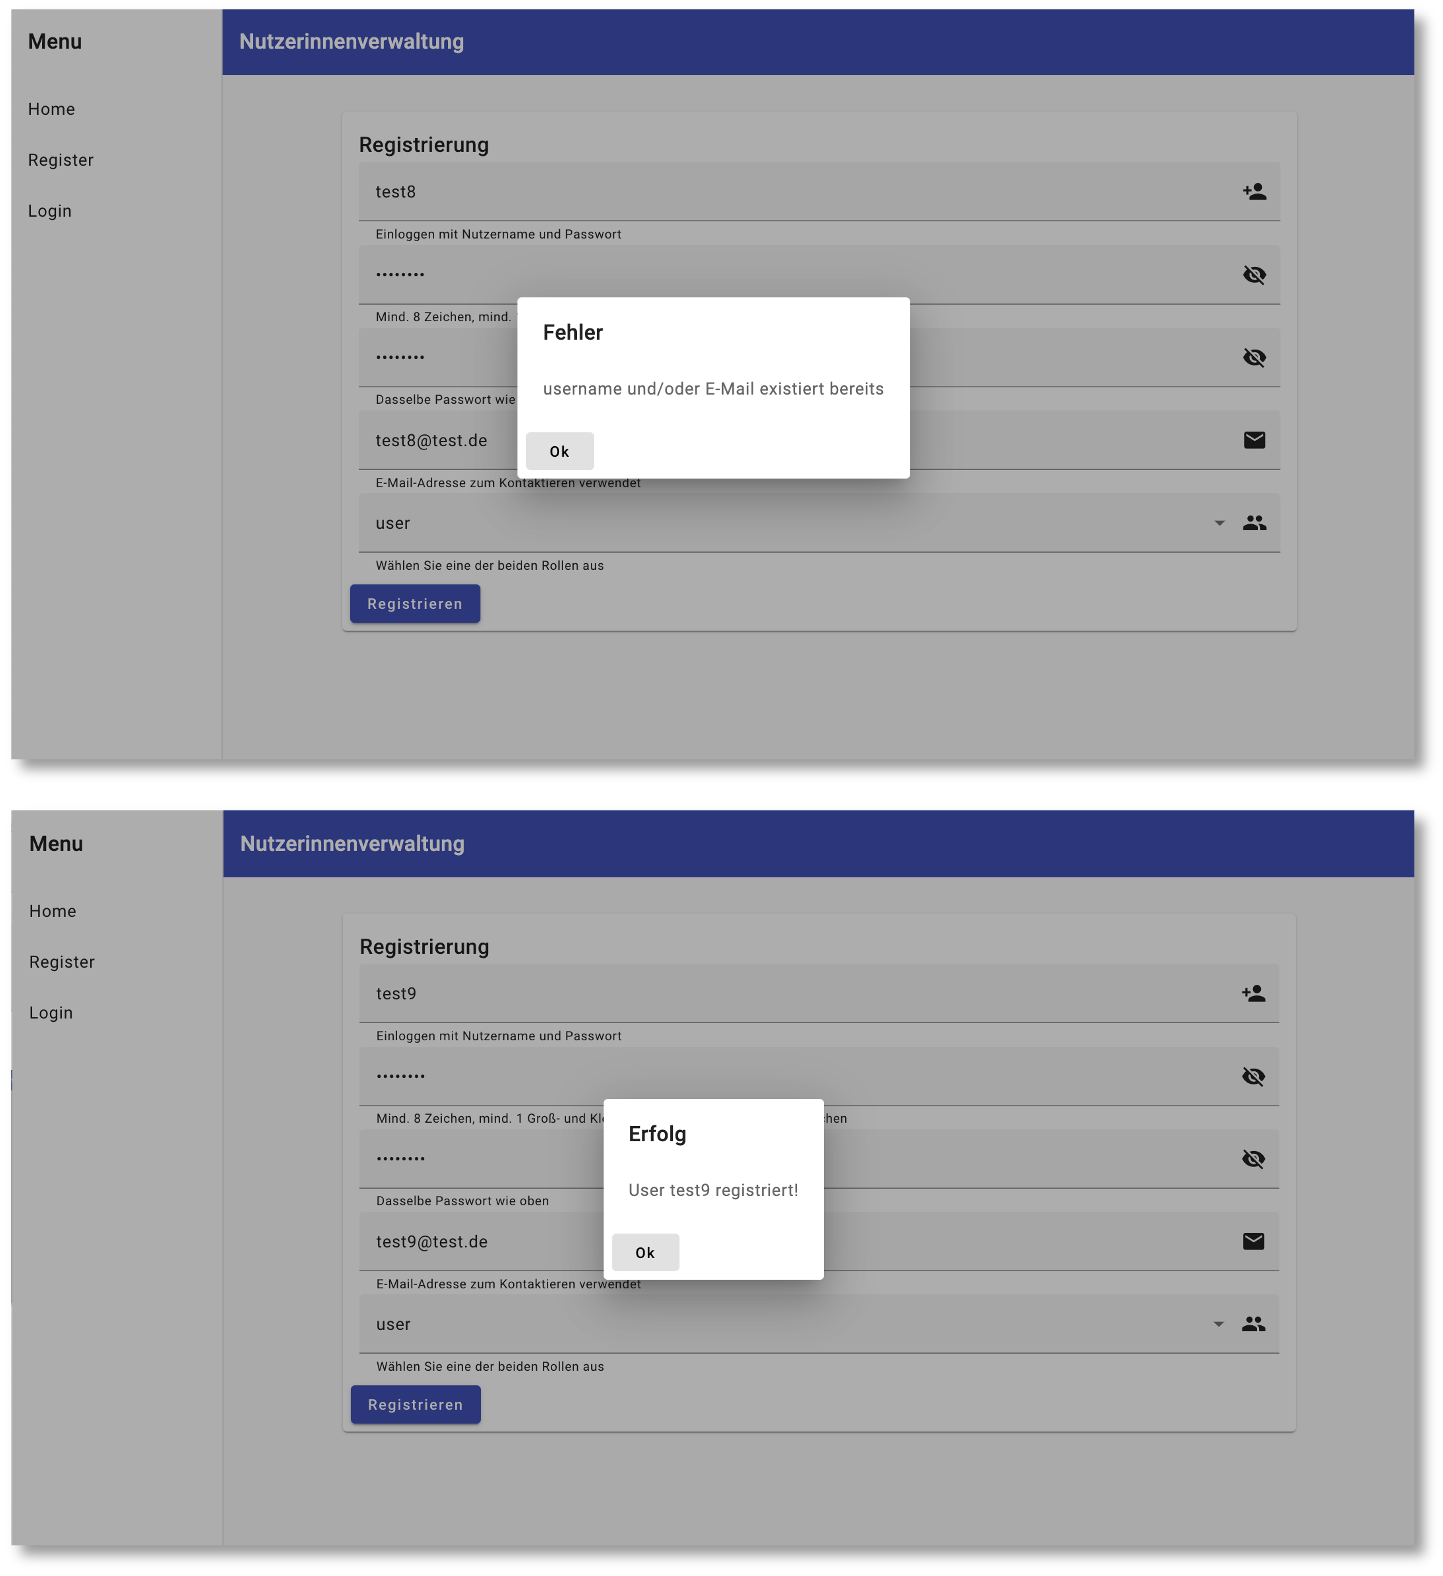 Menu
Nutzerinnenverwaltung
Home
Register
Login
Registrierung
test8
Einloggen mit Nutzername und Passwort
••••••••
Mind. 8 Zeichen, mind.
••••••••
Dasselbe Passwort wie
test8@test.de
E-Mail-Adresse zum Kontaktieren verwendet
user
Wählen Sie eine der beiden Rollen aus
Registrieren
Fehler
username und/oder E-Mail existiert bereits
Ok
Menu
Nutzerinnenverwaltung
Home
Register
Login
Registrierung
test9
Einloggen mit Nutzername und Passwort
••••••••
Mind. 8 Zeichen, mind. 1 Groß- und
••••••••
Dasselbe Passwort wie oben
test9@test.de
E-Mail-Adresse zum Kontaktieren verwendet
user
Wählen Sie eine der beiden Rollen aus
Registrieren
Erfolg
User test9 registriert!
Ok